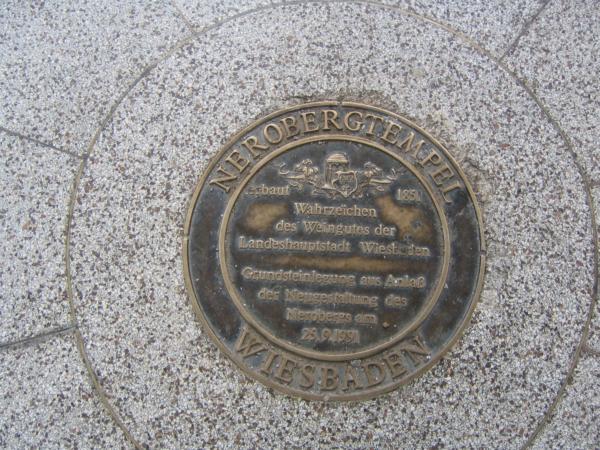 NEROBERGTEMPEL
erbaut 1851
Wahrzeichen
des Weingutes der
Landeshauptstadt Wiesbaden
Grundsteinlegung aus Anlaß
der Neugestaltung des
Nerobergs am
25.9.1991
WIESBADEN